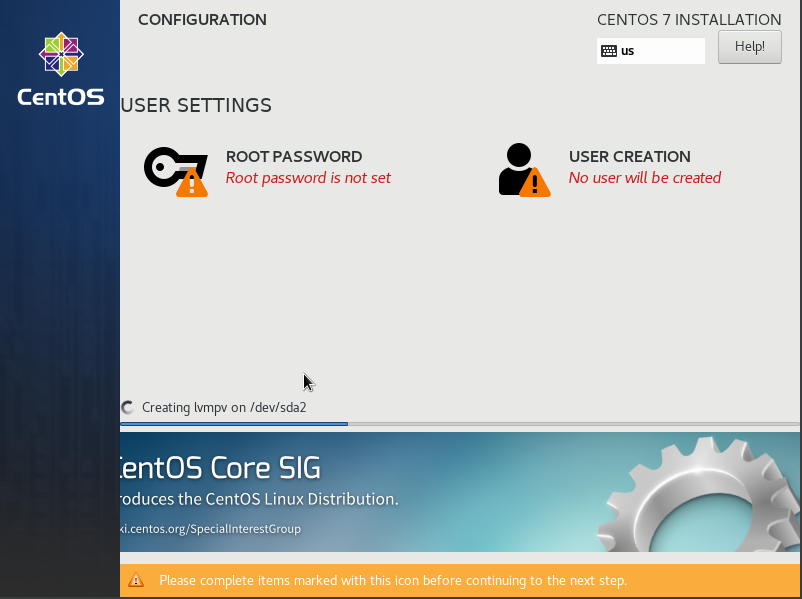 CONFIGURATION
CENTOS 7 INSTALLATION
us
Help!
CentOS
USER SETTINGS
ROOT PASSWORD
Root password is not set
USER CREATION
No user will be created
Creating lvmpv on /dev/sda2
entOS Core SIG
roduces the CentOS Linux Distribution.
ki.centos.org/SpecialInterestGroup
Please complete items marked with this icon before continuing to the next step.